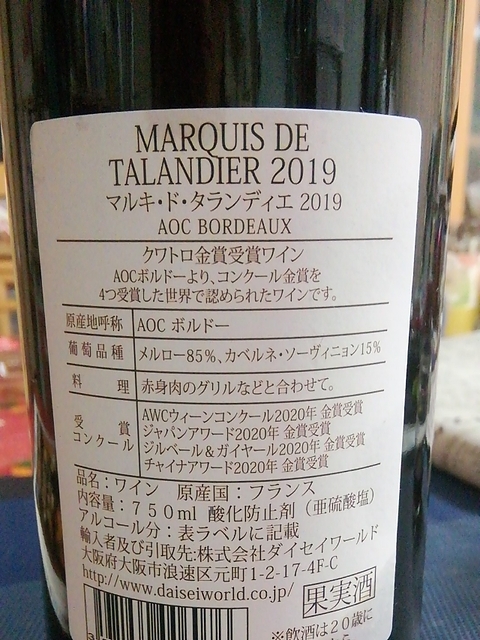 MARQUIS DE
TALANDIER 2019
マルキ・ド・タランディエ 2019
AOC BORDEAUX
クワトロ金賞受賞ワイン
AOCボルドーより、コンクール金賞を
4つ受賞した世界で認められたワインです。
原産地呼称 AOC ボルドー
葡萄品種 メルロー85%、カベルネ・ソーヴィニョン15%
料理 赤身肉のグリルなどと合わせて。
受賞コンクール
AWCウィーンコンクール2020年 金賞受賞
ジャパンアワード2020年 金賞受賞
ジルベール&ガイヤール2020年 金賞受賞
チャイナアワード2020年 金賞受賞
品名：ワイン 原産国：フランス
内容量：750ml 酸化防止剤（亜硫酸塩）
アルコール分：表ラベルに記載
輸入者及び引取先:株式会社ダイセイワールド
大阪府大阪市浪速区元町1-2-17-4F-C
http://www.daiseiworld.co.jp/
果実酒
※飲酒は20歳に